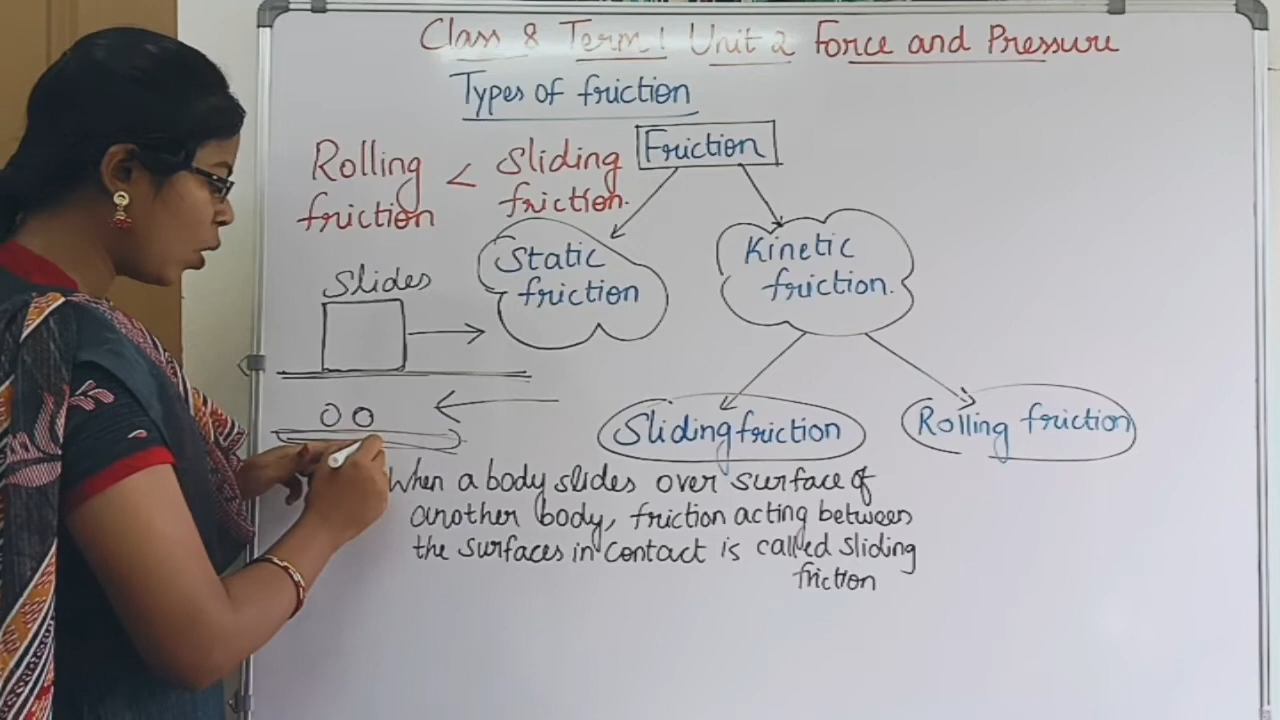 Class 8 Term 1 Unit 2 Force and Pressure
Types of friction
Friction
Rolling friction < Sliding friction.
Static friction
Kinetic friction.
Slides
Sliding friction
Rolling friction
When a body slides over surface of
another body, friction acting between
the surfaces in contact is called sliding
friction